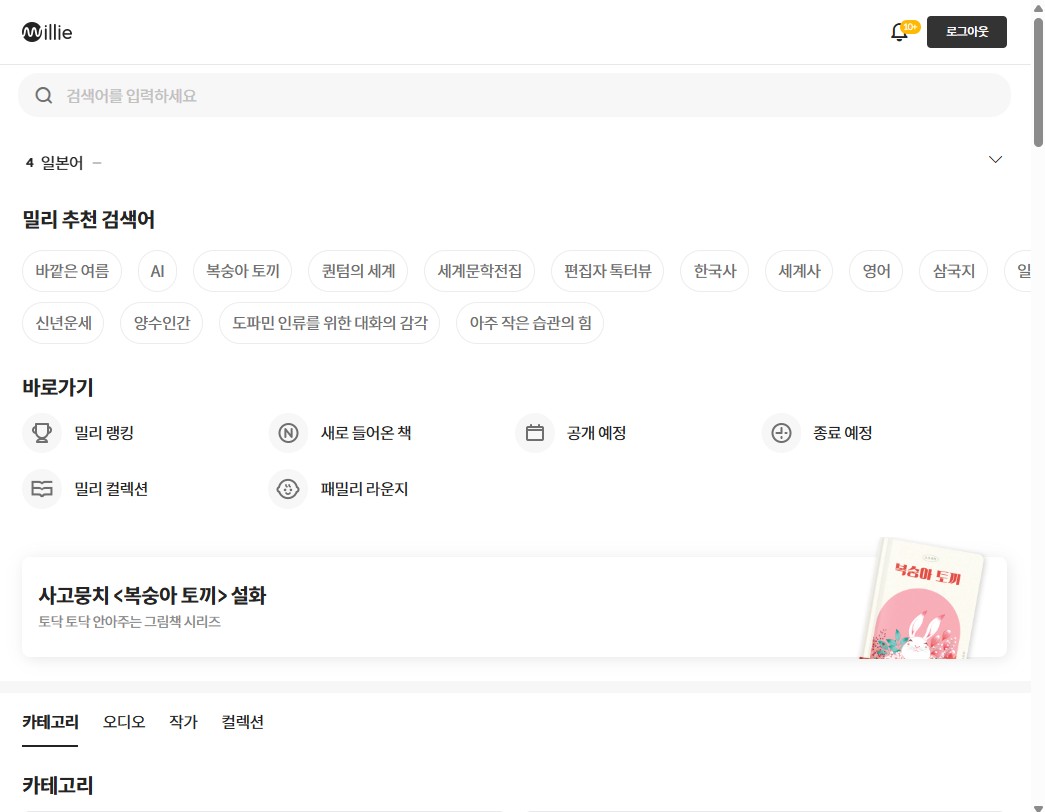 millie
10+
로그아웃
검색어를 입력하세요
4 일본어 –
밀리 추천 검색어
바깥은 여름 AI 복숭아 토끼 퀀텀의 세계 세계문학전집 편집자 톡터뷰 한국사 세계사 영어 삼국지 일
신년운세 양수인간 도파민 인류를 위한 대화의 감각 아주 작은 습관의 힘
바로가기
밀리 랭킹 새로 들어온 책 공개 예정 종료 예정
밀리 컬렉션 패밀리 라운지
사고뭉치 <복숭아 토끼> 설화
토닥 토닥 안아주는 그림책 시리즈
복숭아 토끼
카테고리 오디오 작가 컬렉션
카테고리